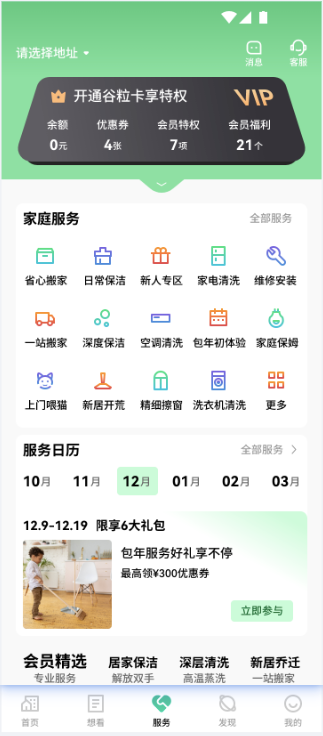 请选择地址
消息 客服
开通谷粒卡享特权 VIP
余额 优惠券 会员特权 会员福利
0元 4张 7项 21个
家庭服务 全部服务
省心搬家 日常保洁 新人专区 家电清洗 维修安装
一站搬家 深度保洁 空调清洗 包年初体验 家庭保姆
上门喂猫 新居开荒 精细擦窗 洗衣机清洗 更多
服务日历 全部服务
10月 11月 12月 01月 02月 03月
12.9-12.19 限享6大礼包
包年服务好礼享不停
最高领¥300优惠券
立即参与
会员精选 居家保洁 深层清洗 新居乔迁
专业服务 解放双手 高温蒸洗 一站搬家
首页 想看 服务 发现 我的